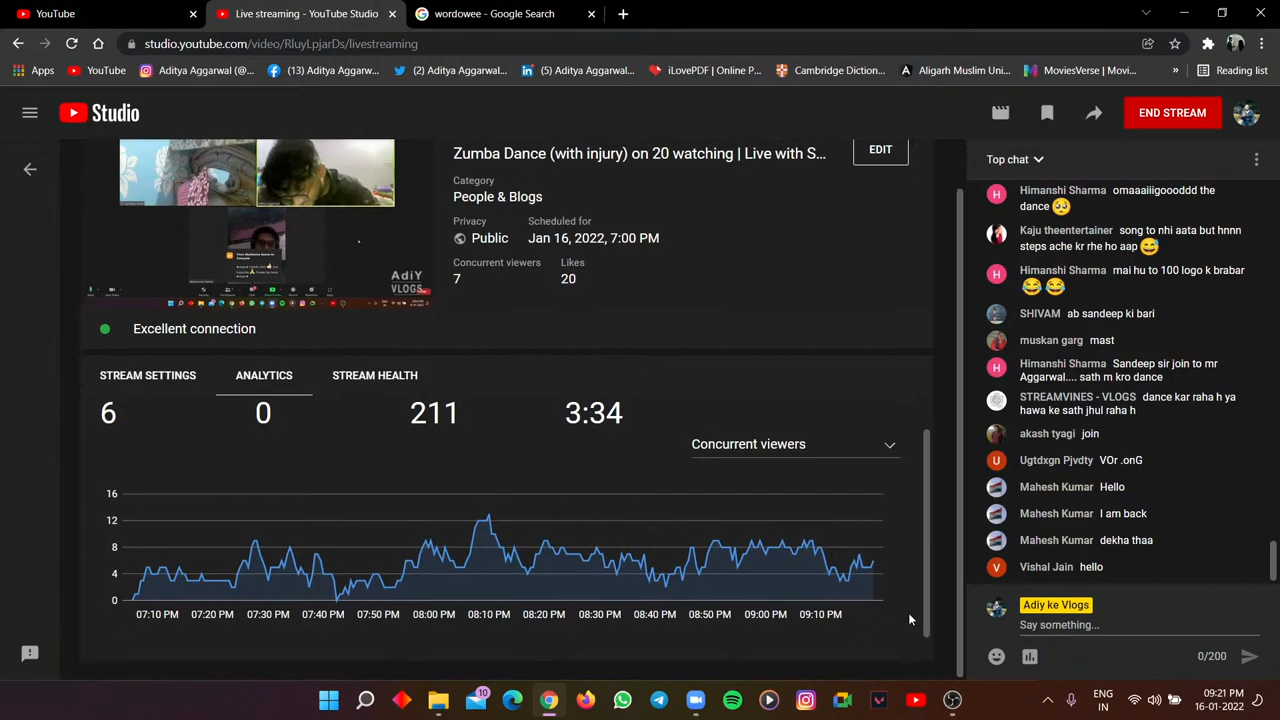 YouTube
Live streaming - YouTube Studio
wordowee - Google Search
studio.youtube.com/video/RluyLpjarDs/livestreaming
Apps
YouTube
Aditya Aggarwal (@...
(13) Aditya Aggarw...
(2) Aditya Aggarwal...
(5) Aditya Aggarwal...
iLovePDF | Online P...
Cambridge Diction...
Aligarh Muslim Uni...
MoviesVerse | Movi...
»
Reading list
Studio
END STREAM
Zumba Dance (with injury) on 20 watching | Live with S...
EDIT
Category
People & Blogs
Privacy
Scheduled for
Public
Jan 16, 2022, 7:00 PM
Concurrent viewers
Likes
7
20
AdiY
VLOGS
Excellent connection
STREAM SETTINGS
ANALYTICS
STREAM HEALTH
6
0
211
3:34
Concurrent viewers
16
12
8
4
0
07:10 PM
07:20 PM
07:30 PM
07:40 PM
07:50 PM
08:00 PM
08:10 PM
08:20 PM
08:30 PM
08:40 PM
08:50 PM
09:00 PM
09:10 PM
Top chat
Himanshi Sharma omaaaiiigooooddd the
dance 🥺
Kaju theentertainer song to nhi aata but hnnn
steps ache kr rhe ho aap 😅
Himanshi Sharma mai hu to 100 logo k brabar
😂😂
SHIVAM ab sandeep ki bari
muskan garg mast
Himanshi Sharma Sandeep sir join to mr
Aggarwal.... sath m kro dance
STREAMVINES - VLOGS dance kar raha h ya
hawa ke sath jhul raha h
akash tyagi join
Ugtdxgn Pjvdty VOr .onG
Mahesh Kumar Hello
Mahesh Kumar I am back
Mahesh Kumar dekha thaa
Vishal Jain hello
Adiy ke Vlogs
Say something...
0/200
10
ENG
IN
09:21 PM
16-01-2022